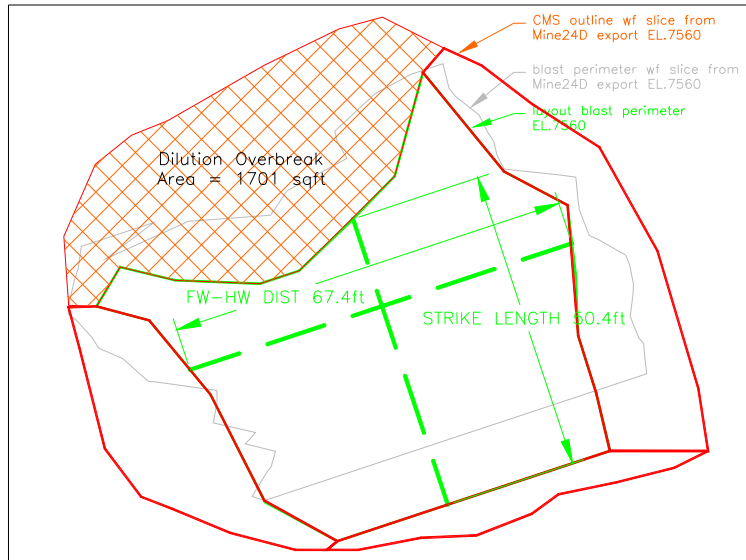 CMS outline wf slice from
Mine24D export EL.7560
blast perimeter wf slice from
Mine24D export EL.7560
layout blast perimeter
EL.7560
Dilution Overbreak
Area = 1701 sqft
FW-HW DIST 67.4ft
STRIKE LENGTH 50.4ft